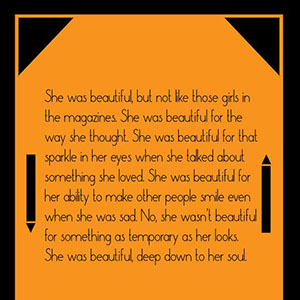 She was beautiful, but not like those girls in
the magazines. She was beautiful for the
way she thought. She was beautiful for that
sparkle in her eyes when she talked about
something she loved. She was beautiful for
her ability to make other people smile even
when she was sad. No, she wasn't beautiful
for something as temporary as her looks.
She was beautiful, deep down to her soul.